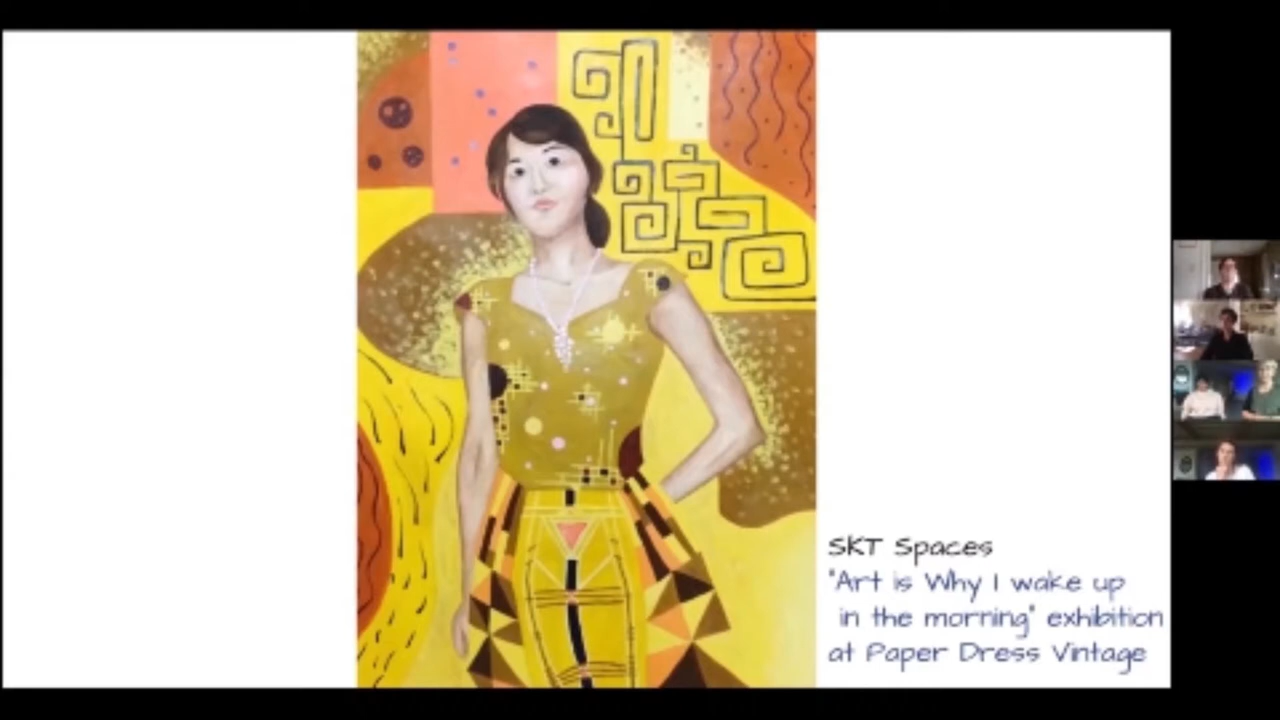 SKT Spaces
"Art is Why I wake up
in the morning" exhibition
at Paper Dress Vintage